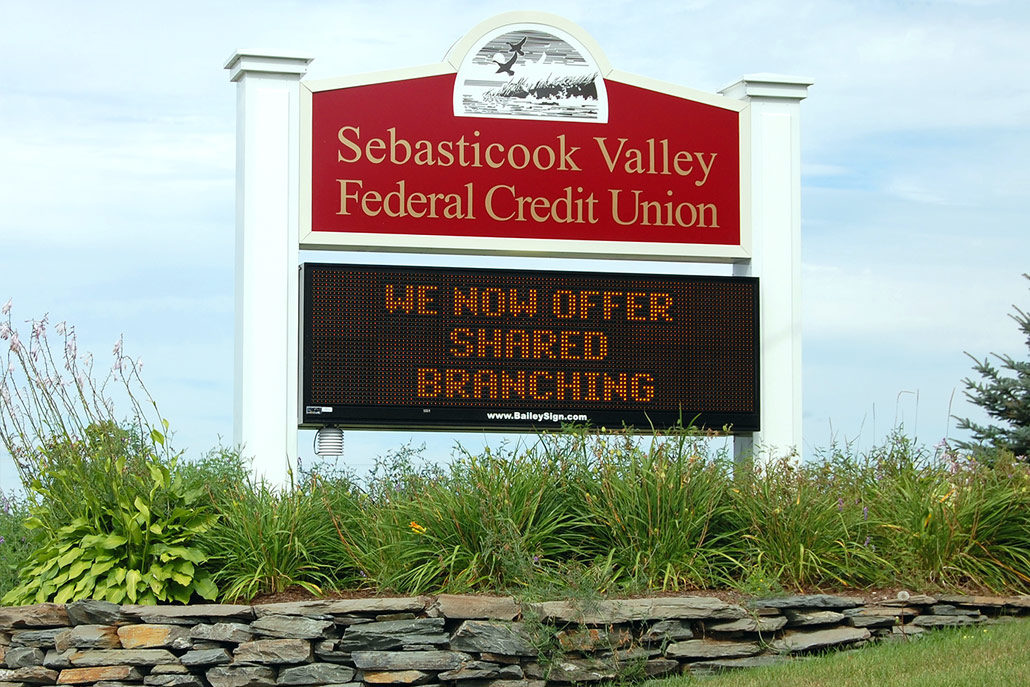 Sebasticook Valley
Federal Credit Union
WE NOW OFFER
SHARED
BRANCHING
www.BaileySign.com